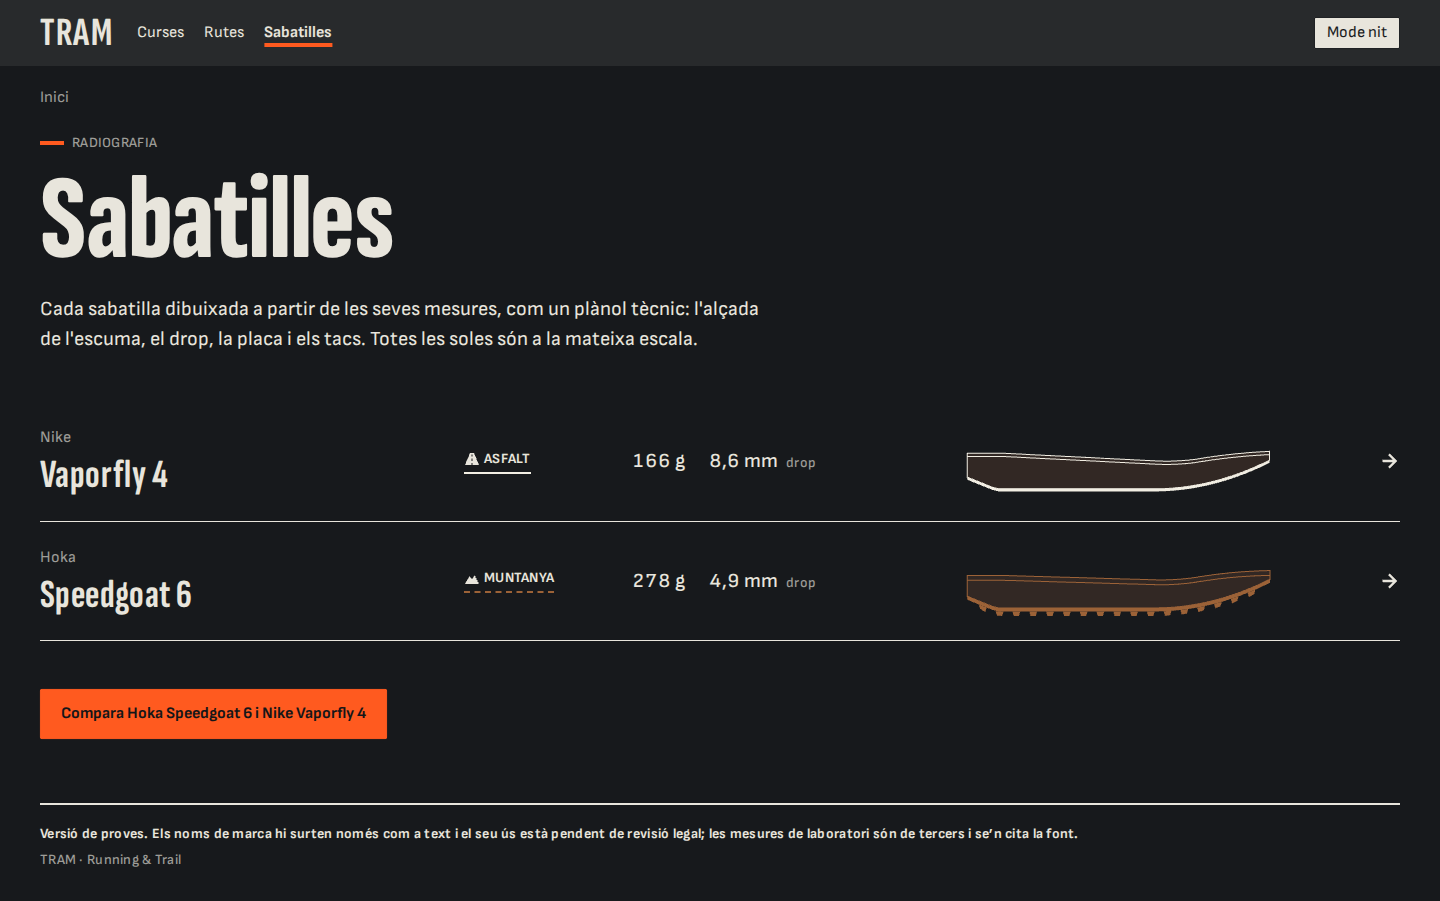 TRAM Curses Rutes Sabatilles Mode nit
Inici
RADIOGRAFIA
Sabatilles
Cada sabatilla dibuixada a partir de les seves mesures, com un plànol tècnic: l'alçada
de l'escuma, el drop, la placa i els tacs. Totes les soles són a la mateixa escala.
Nike
Vaporfly 4
ASFALT
166 g 8,6 mm drop
Hoka
Speedgoat 6
MUNTANYA
278 g 4,9 mm drop
Compara Hoka Speedgoat 6 i Nike Vaporfly 4
Versió de proves. Els noms de marca hi surten només com a text i el seu ús està pendent de revisió legal; les mesures de laboratori són de tercers i se’n cita la font.
TRAM · Running & Trail